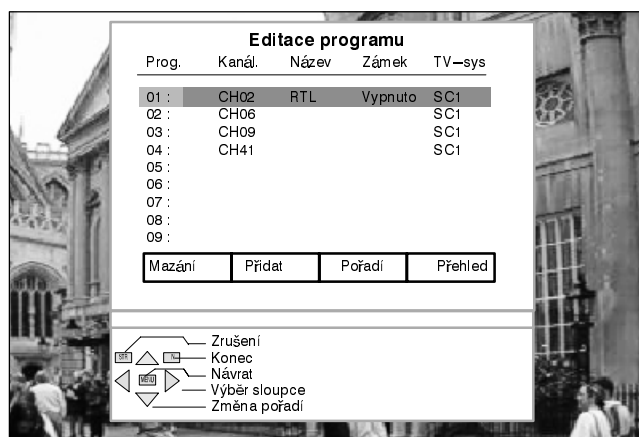 Editace programu
Prog. Kanál. Název Zámek TV–sys
01 : CH02 RTL Vypnuto SC1
02 : CH06 SC1
03 : CH09 SC1
04 : CH41 SC1
05 :
06 :
07 :
08 :
09 :
Mazání Přidat Pořadí Přehled
Zrušení
STR Konec
Návrat
MENU Výběr sloupce
Změna pořadí